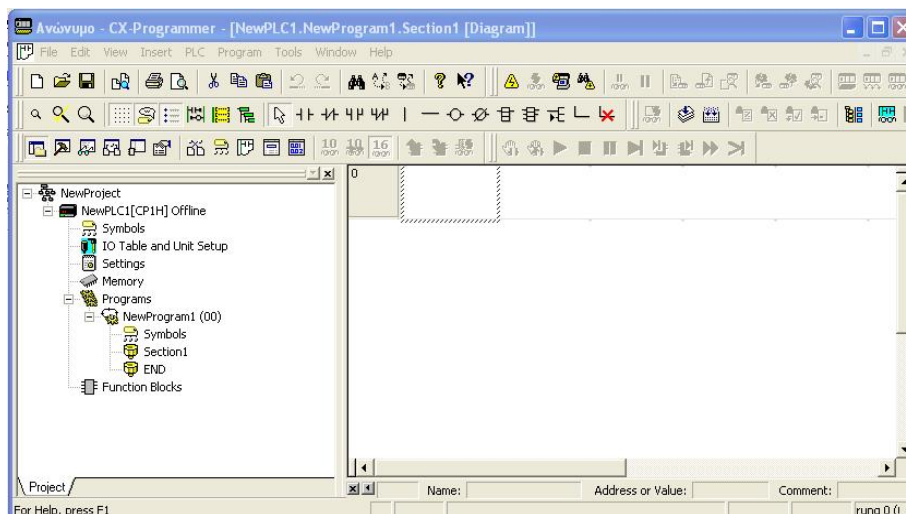 Ανώνυμο - CX-Programmer - [NewPLC1.NewProgram1.Section1 [Diagram]]
File Edit View Insert PLC Program Tools Window Help
10 16
0
NewProject
NewPLC1[CP1H] Offline
Symbols
IO Table and Unit Setup
Settings
Memory
Programs
NewProgram1 (00)
Symbols
Section1
END
Function Blocks
Project
Name: Address or Value: Comment:
For Help, press F1
rung 0 (